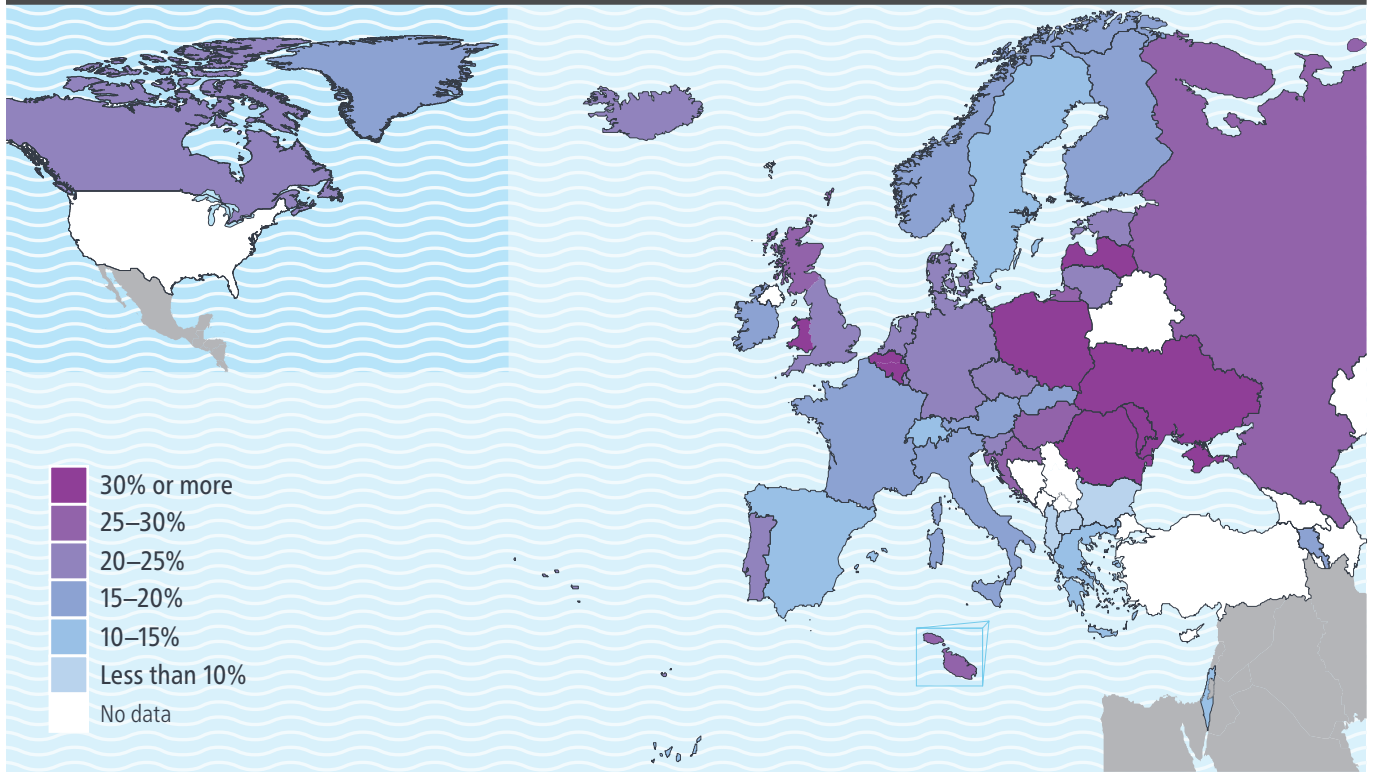 30% or more
25–30%
20–25%
15–20%
10–15%
Less than 10%
No data